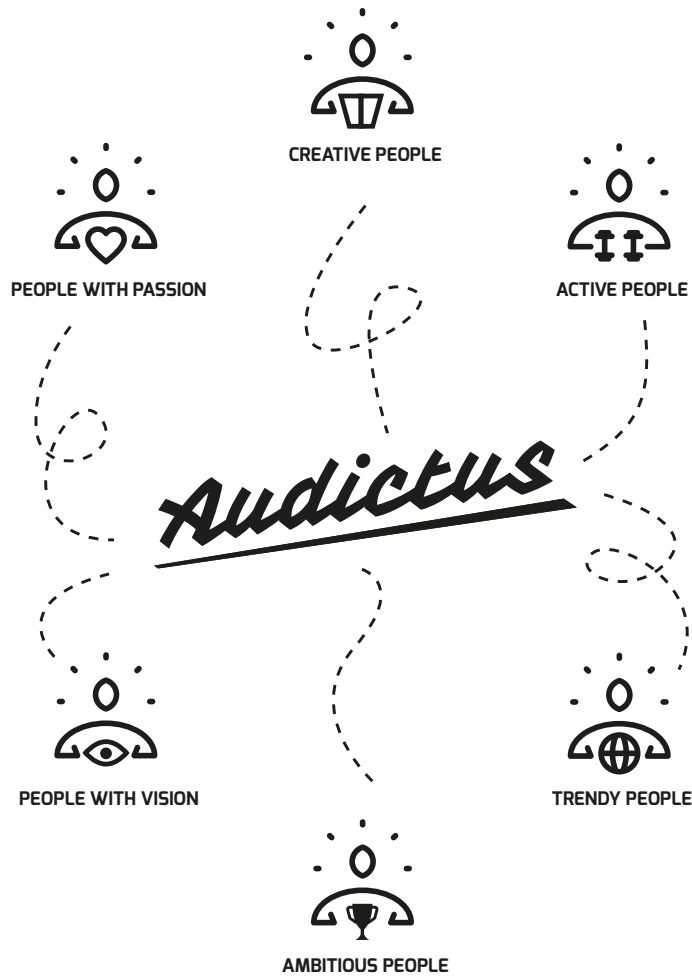 CREATIVE PEOPLE
PEOPLE WITH PASSION
ACTIVE PEOPLE
Audictus
PEOPLE WITH VISION
TRENDY PEOPLE
AMBITIOUS PEOPLE